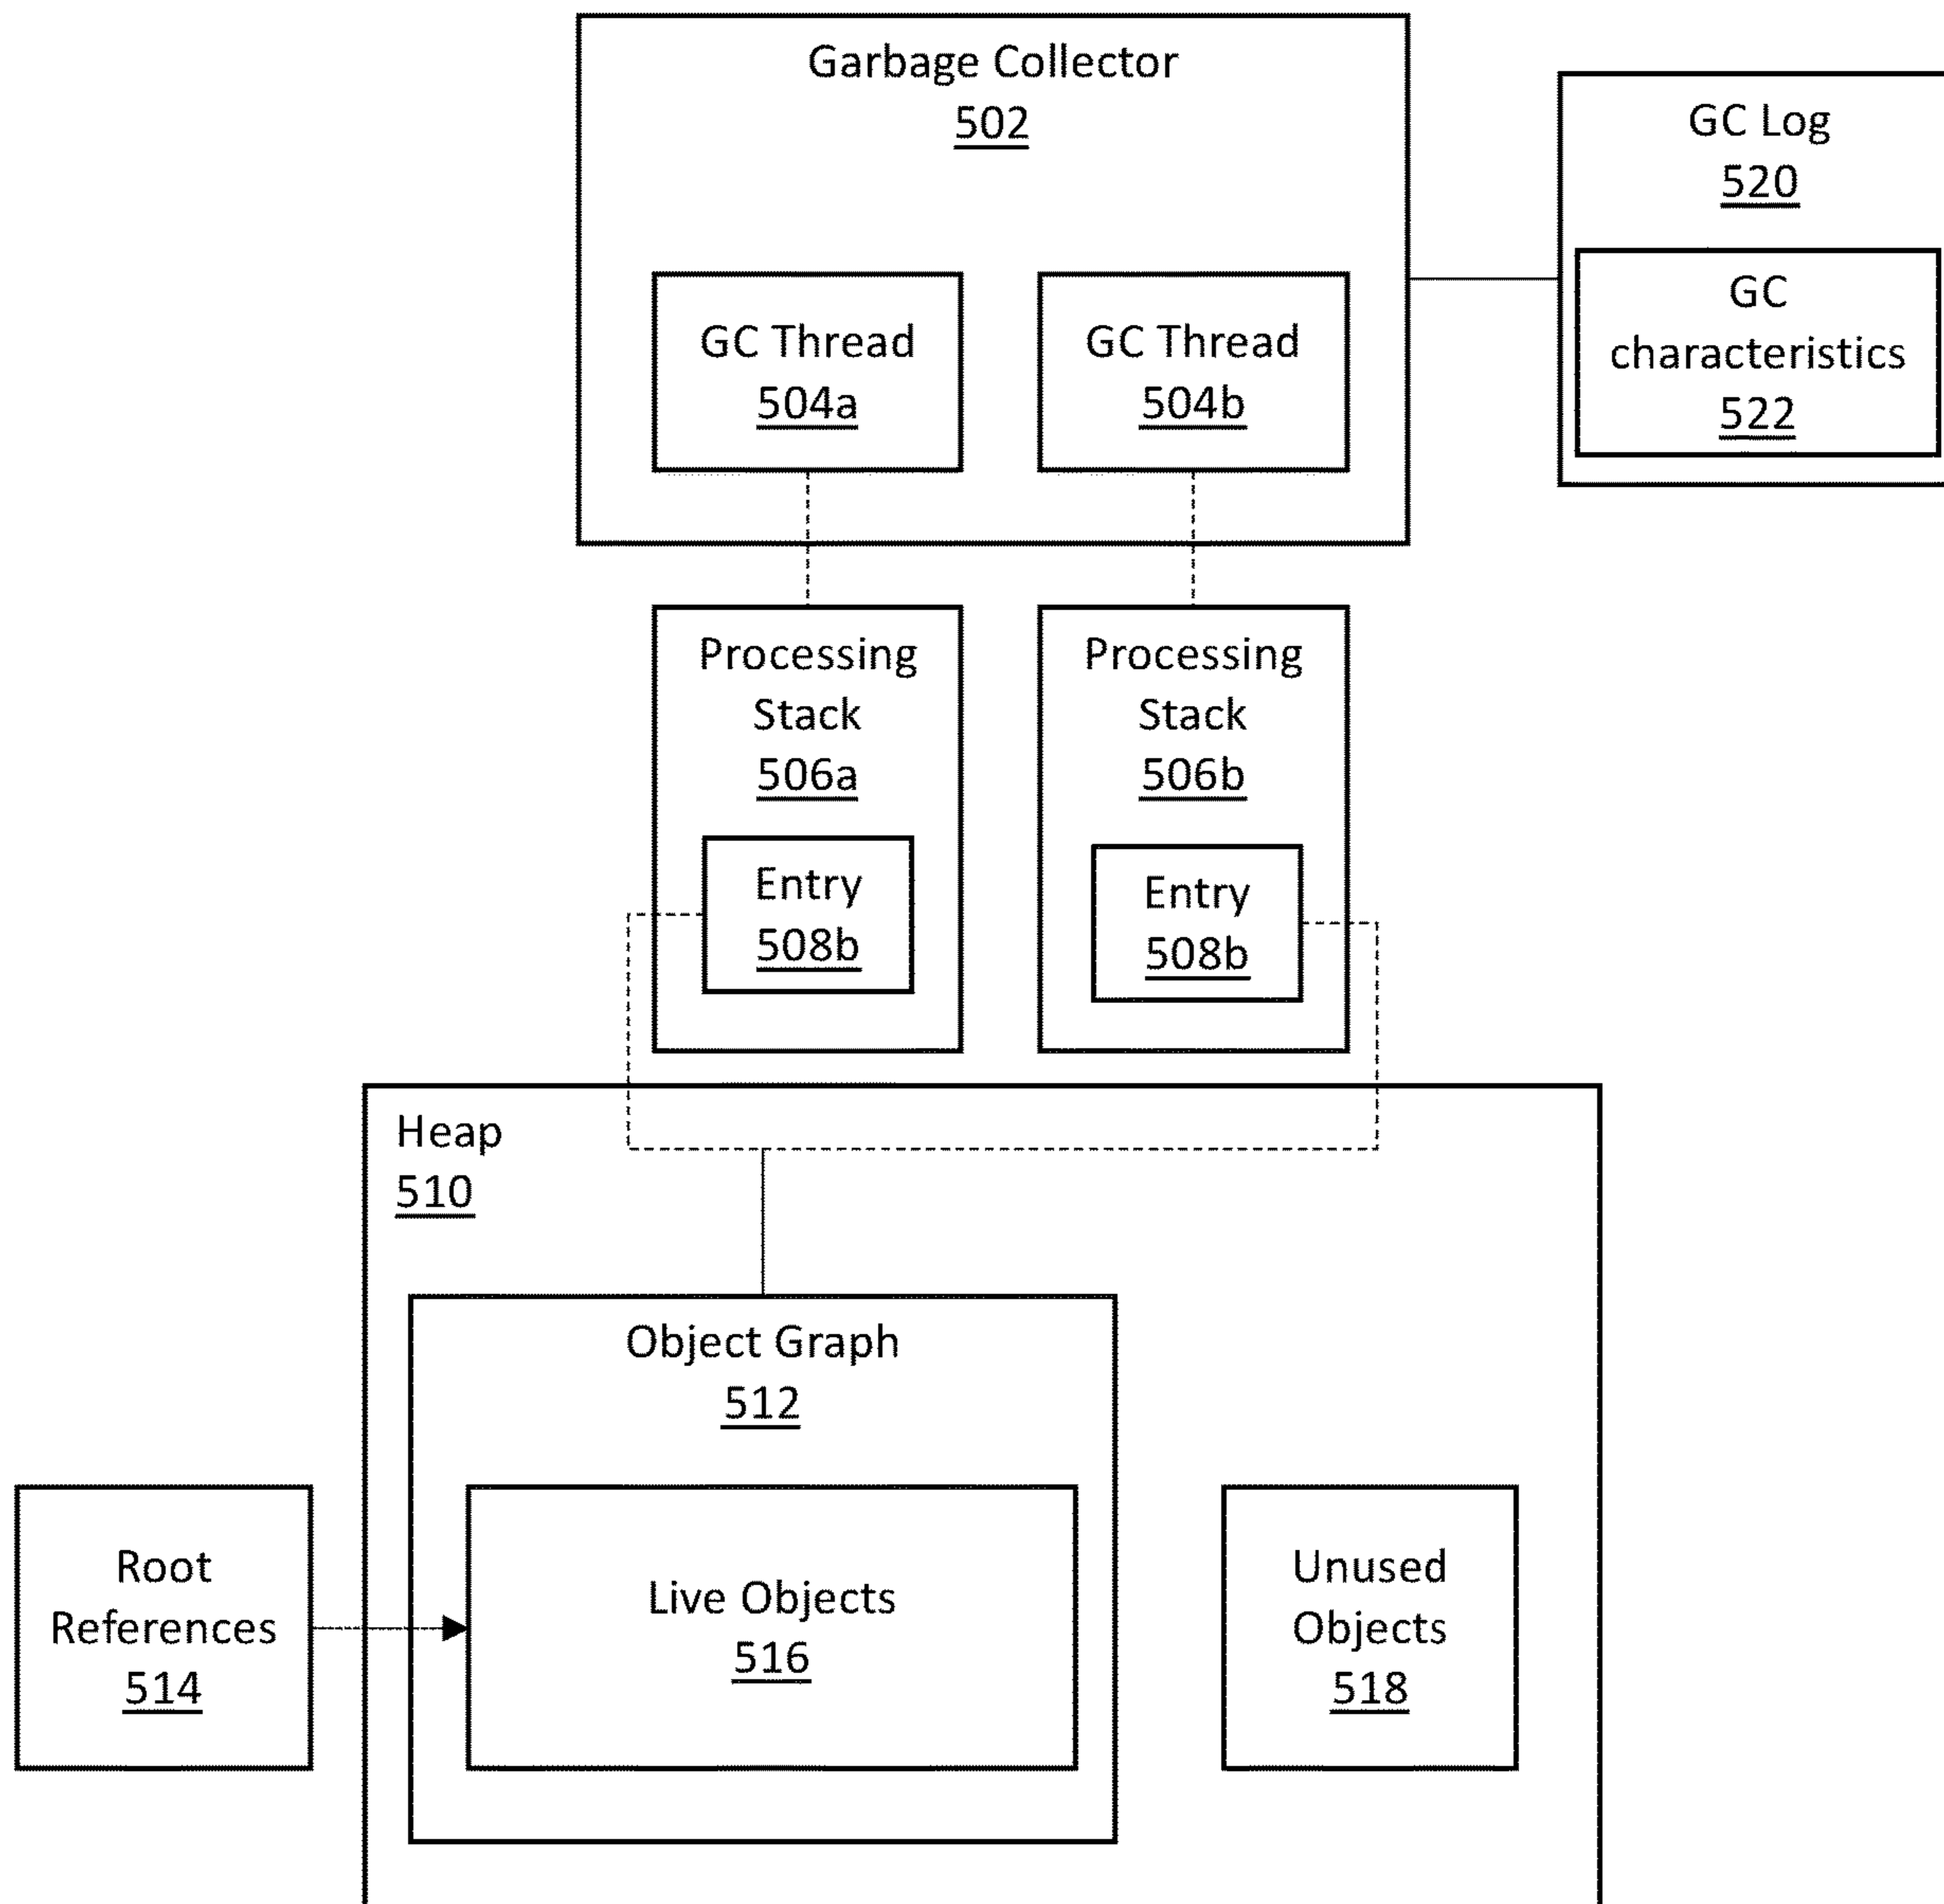 Garbage Collector
502
GC Log
520
GC
characteristics
522
GC Thread
504a
GC Thread
504b
Processing
Stack
506a
Entry
508b
Processing
Stack
506b
Entry
508b
Heap
510
Object Graph
512
Root
References
514
Live Objects
516
Unused
Objects
518